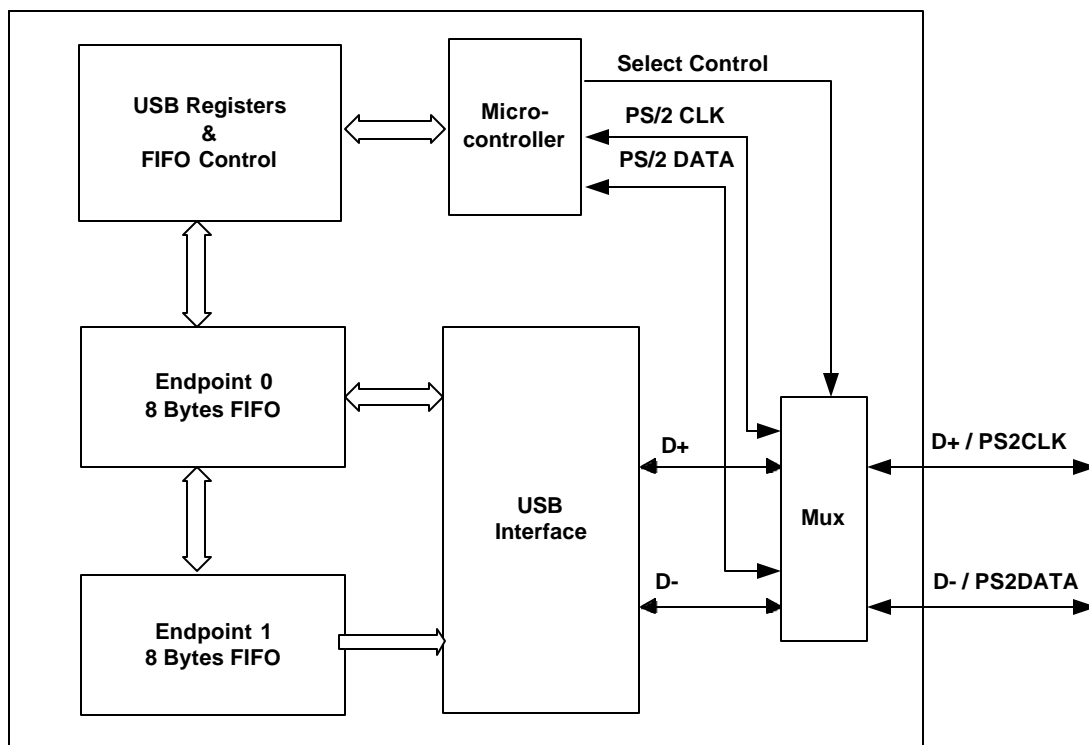 USB Registers
&
FIFO Control
Micro-
controller
Select Control
PS/2 CLK
PS/2 DATA
Endpoint 0
8 Bytes FIFO
USB
Interface
D+
D-
Mux
D+ / PS2CLK
D- / PS2DATA
Endpoint 1
8 Bytes FIFO